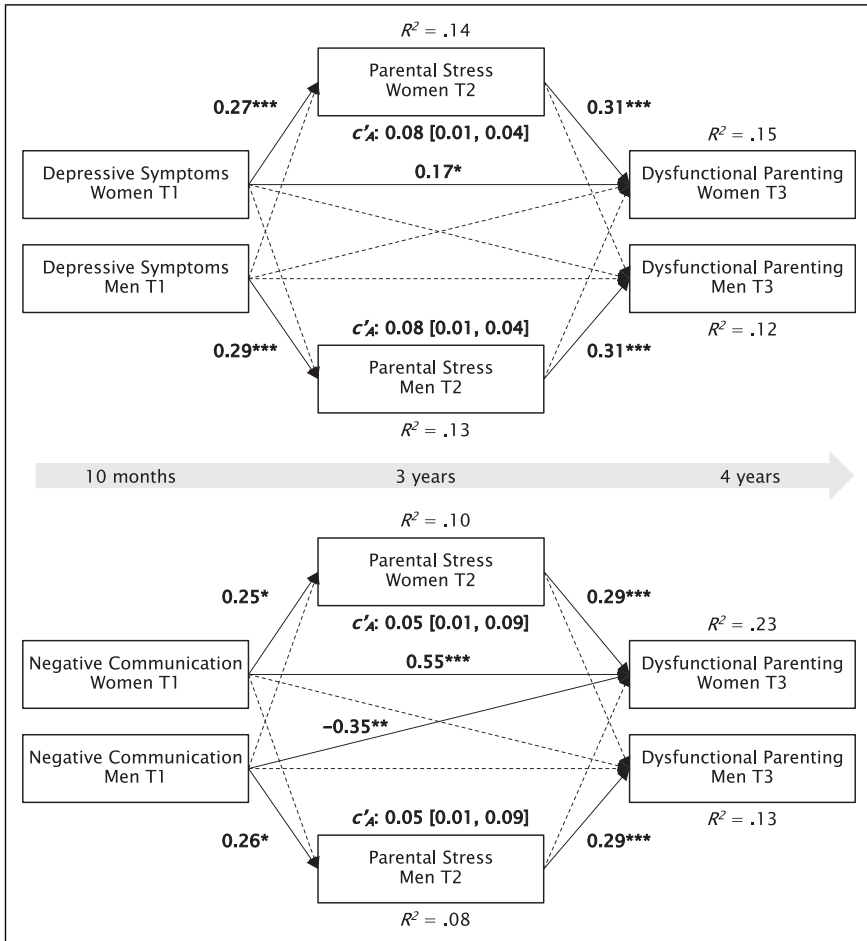 R² = .14
Parental Stress
Women T2
0.27***
0.31***
c′A: 0.08 [0.01, 0.04]
R² = .15
Depressive Symptoms
Women T1
0.17*
Dysfunctional Parenting
Women T3
Depressive Symptoms
Men T1
Dysfunctional Parenting
Men T3
c′A: 0.08 [0.01, 0.04]
R² = .12
0.29***
0.31***
Parental Stress
Men T2
R² = .13
10 months
3 years
4 years
R² = .10
Parental Stress
Women T2
0.25*
0.29***
c′A: 0.05 [0.01, 0.09]
R² = .23
Negative Communication
Women T1
0.55***
Dysfunctional Parenting
Women T3
–0.35**
Negative Communication
Men T1
Dysfunctional Parenting
Men T3
c′A: 0.05 [0.01, 0.09]
R² = .13
0.26*
0.29***
Parental Stress
Men T2
R² = .08